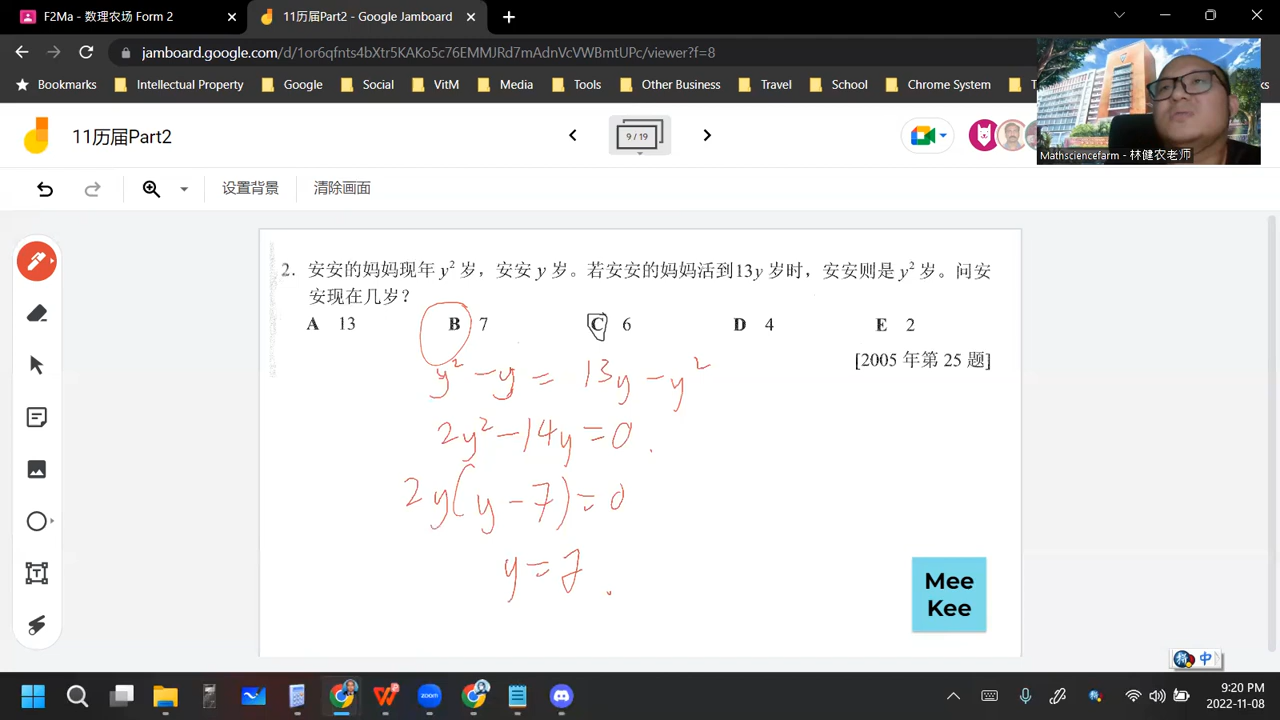 F2Ma - 数理农场 Form 2
11历届Part2 - Google Jamboard
Bookmarks Intellectual Property Google Social VitM Media Tools Other Business Travel School Chrome System
11历届Part2
9 / 19
设置背景 清除画面
Mathsciencefarm - 林健农老师
2. 安安的妈妈现年 y² 岁，安安 y 岁。若安安的妈妈活到13y 岁时，安安则是 y² 岁。问安
安现在几岁？
A 13 B 7 C 6 D 4 E 2
[2005 年第 25 题]
y² - y = 13y - y²
2y² - 14y = 0
2y(y - 7) = 0
y = 7
Mee
Kee
中
9:20 PM
2022-11-08